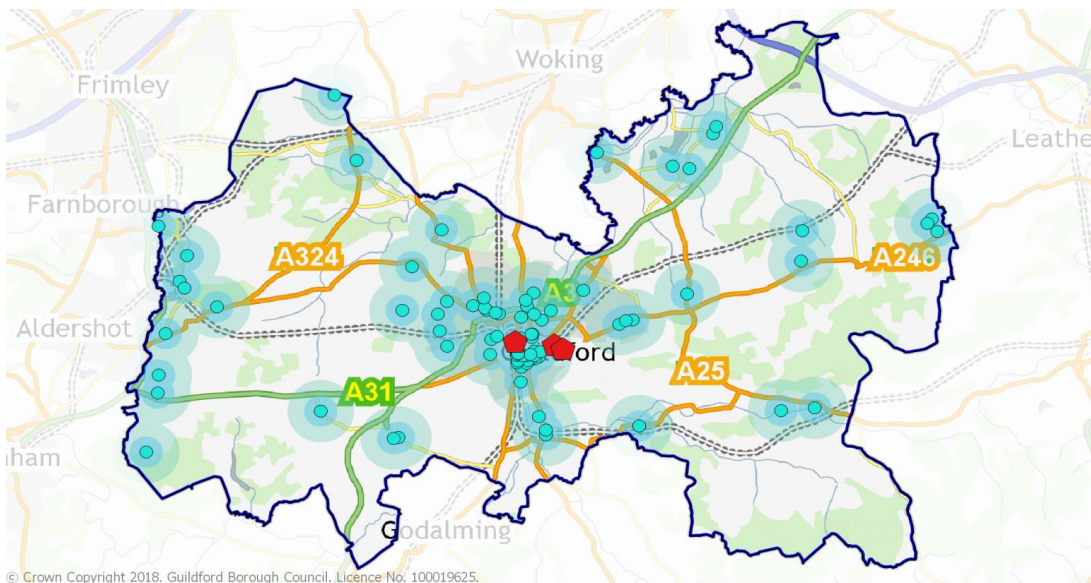 Woking
Frimley
Leathe
Farnborough
A324
A246
A3
Aldershot
ford
A25
A31
ham
Godalming
© Crown Copyright 2018. Guildford Borough Council. Licence No. 100019625.